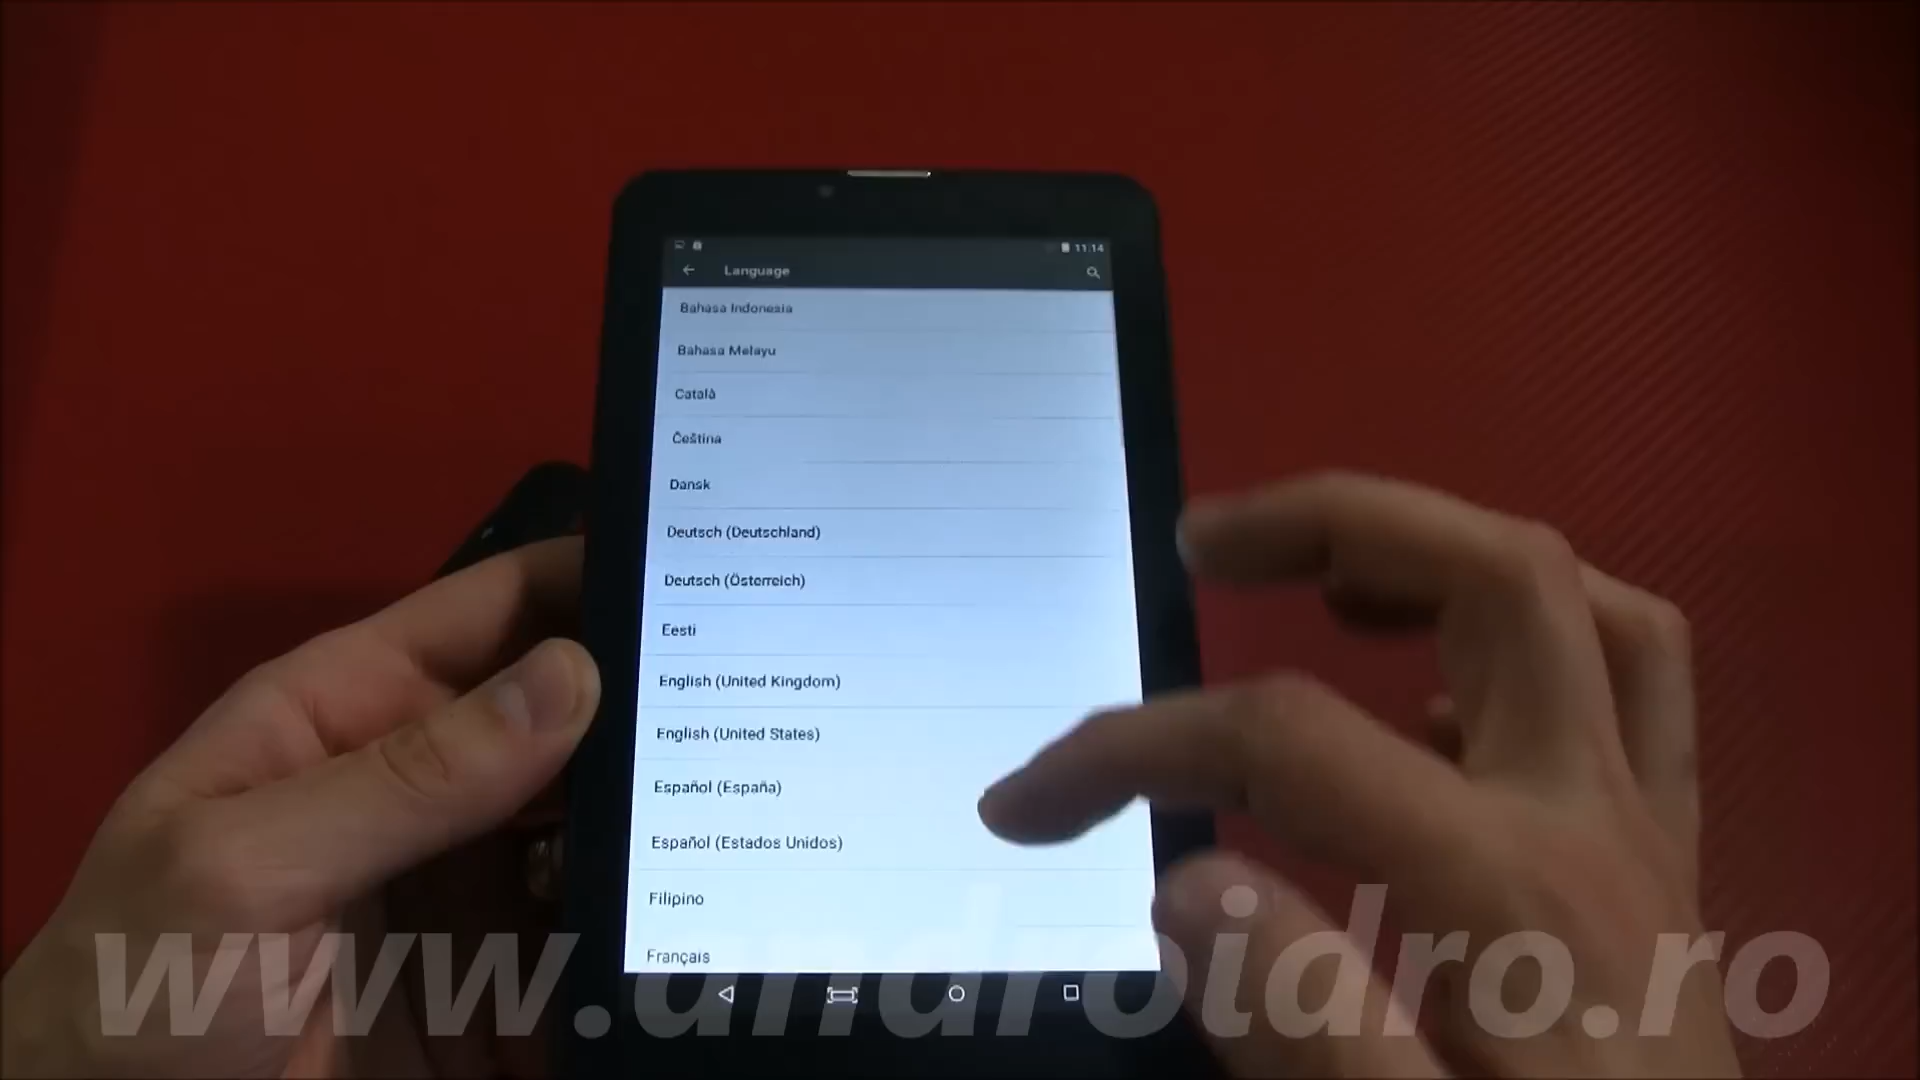 11:14
Language
Bahasa Indonesia
Bahasa Melayu
Català
Čeština
Dansk
Deutsch (Deutschland)
Deutsch (Österreich)
Eesti
English (United Kingdom)
English (United States)
Español (España)
Español (Estados Unidos)
Filipino
Français
www.androidro.ro